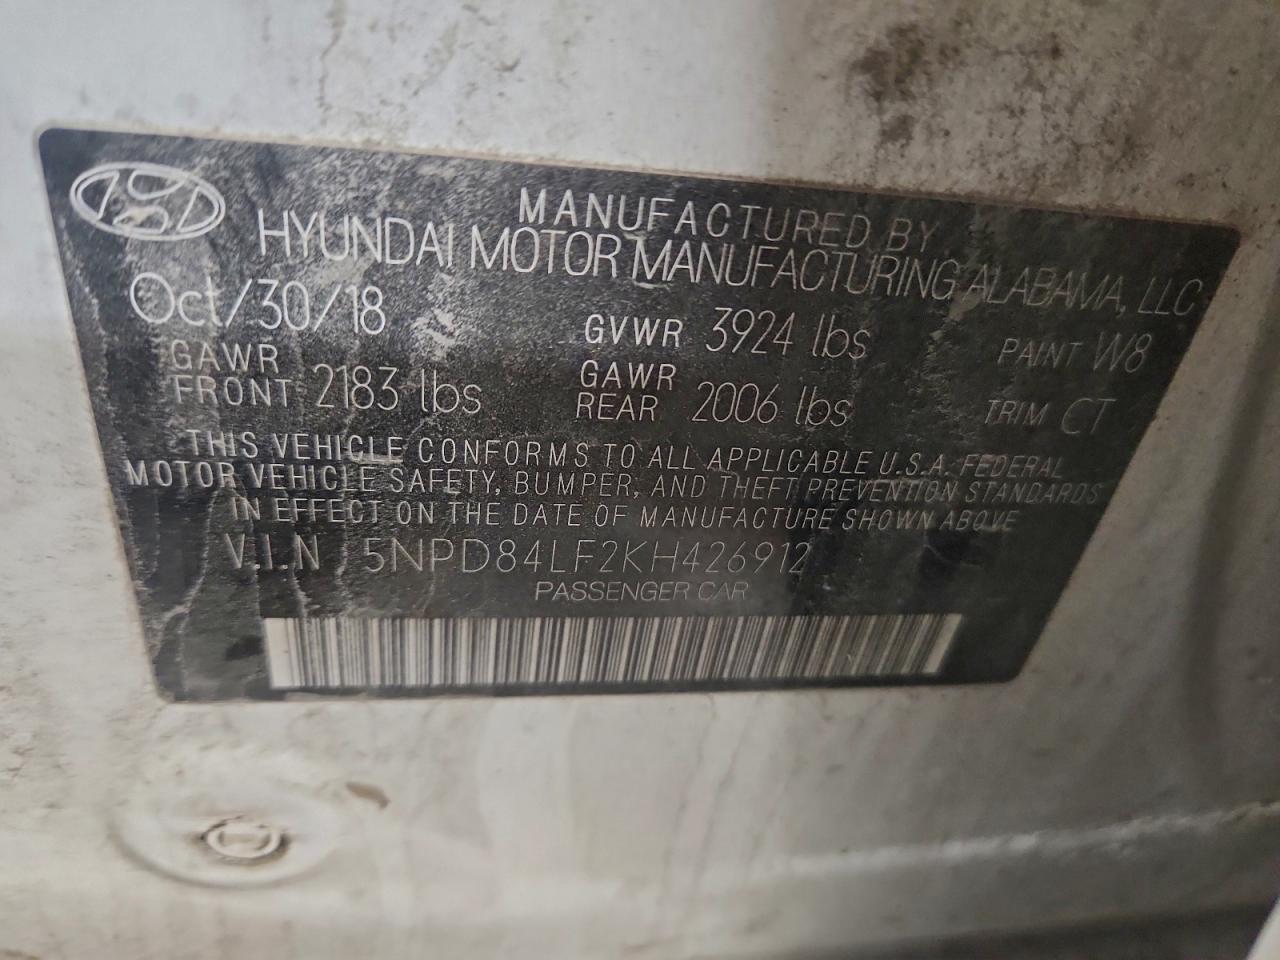 MANUFACTURED BY
HYUNDAI MOTOR MANUFACTURING ALABAMA, LLC
Oct/30/18 GVWR 3924 lbs PAINT W8
GAWR FRONT 2183 lbs GAWR REAR 2006 lbs TRIM CT
THIS VEHICLE CONFORMS TO ALL APPLICABLE U.S.A. FEDERAL
MOTOR VEHICLE SAFETY, BUMPER, AND THEFT PREVENTION STANDARDS
IN EFFECT ON THE DATE OF MANUFACTURE SHOWN ABOVE
V.I.N 5NPD84LF2KH426912
PASSENGER CAR